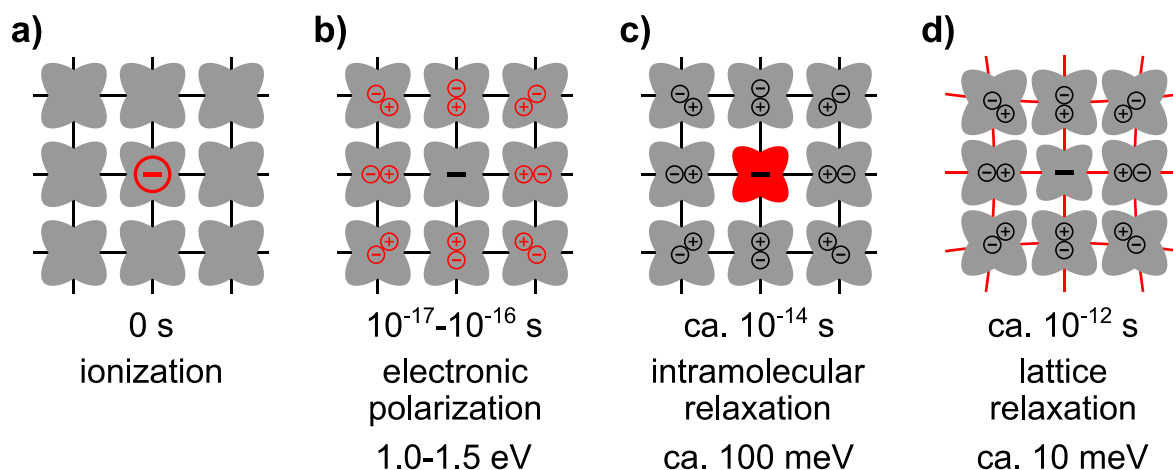 a)
b)
c)
d)
0 s
ionization
10⁻¹⁷-10⁻¹⁶ s
electronic
polarization
1.0-1.5 eV
ca. 10⁻¹⁴ s
intramolecular
relaxation
ca. 100 meV
ca. 10⁻¹² s
lattice
relaxation
ca. 10 meV